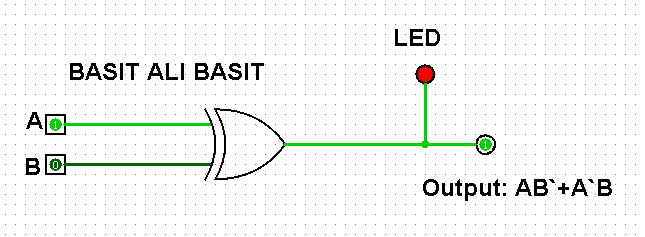 LED
BASIT ALI BASIT
A 1
B 0
1
Output: AB`+A`B